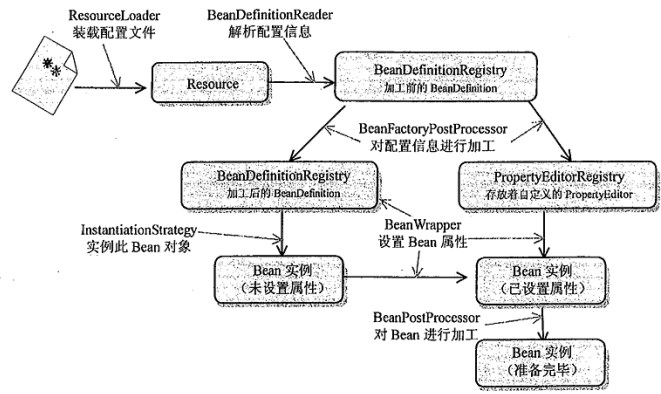 ResourceLoader
装载配置文件
BeanDefinitionReader
解析配置信息
Resource
BeanDefinitionRegistry
加工前的 BeanDefinition
BeanFactoryPostProcessor
对配置信息进行加工
BeanDefinitionRegistry
加工后的 BeanDefinition
PropertyEditorRegistry
存放着自定义的 PropertyEditor
InstantiationStrategy
实例此 Bean 对象
BeanWrapper
设置 Bean 属性
Bean 实例
（未设置属性）
Bean 实例
（已设置属性）
BeanPostProcessor
对 Bean 进行加工
Bean 实例
（准备完毕）